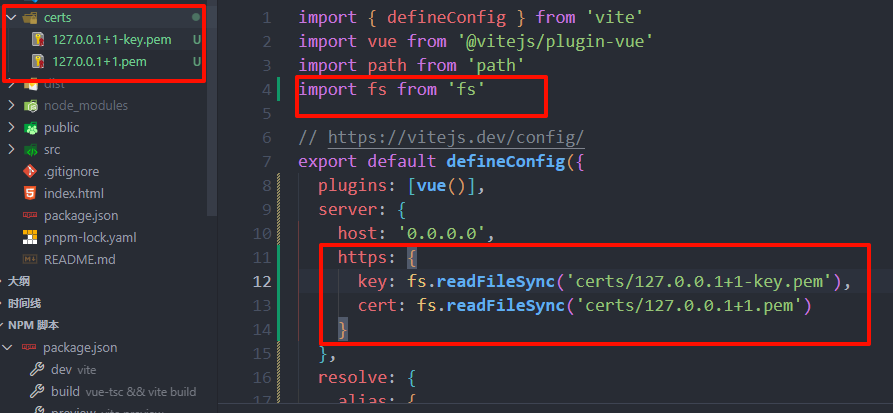 certs
127.0.0.1+1-key.pem U
127.0.0.1+1.pem U
dist
node_modules
public
src
.gitignore
index.html
package.json
pnpm-lock.yaml
README.md
大纲
时间线
NPM 脚本
package.json
dev vite
build vue-tsc && vite build
preview vite preview
1 import { defineConfig } from 'vite'
2 import vue from '@vitejs/plugin-vue'
3 import path from 'path'
4 import fs from 'fs'
5
6 // https://vitejs.dev/config/
7 export default defineConfig({
8 plugins: [vue()],
9 server: {
10 host: '0.0.0.0',
11 https: {
12 key: fs.readFileSync('certs/127.0.0.1+1-key.pem'),
13 cert: fs.readFileSync('certs/127.0.0.1+1.pem')
14 }
15 },
16 resolve: {
17 alias: {